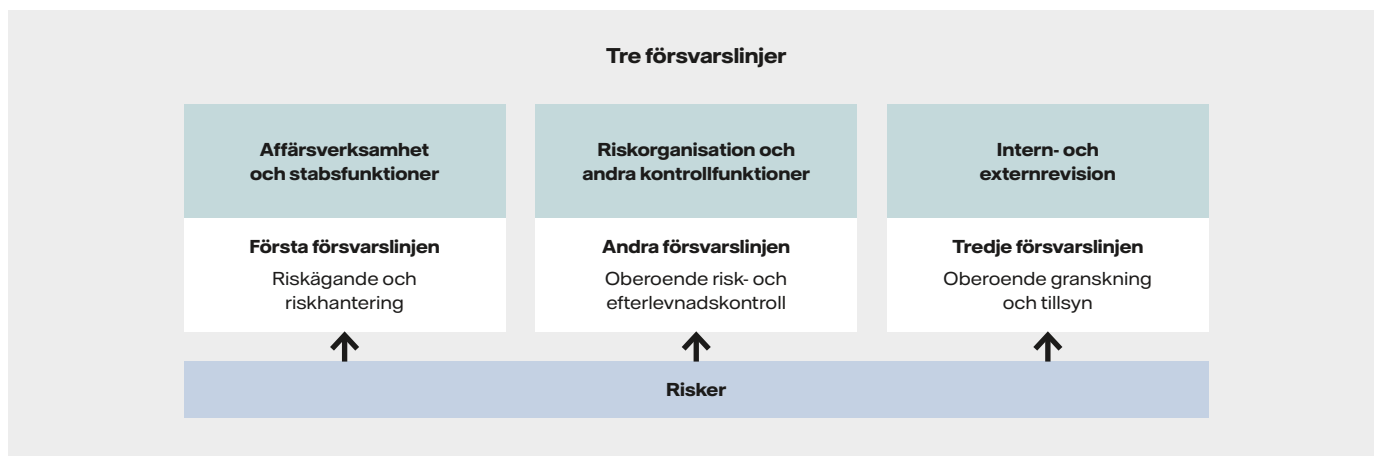 Tre försvarslinjer
Affärsverksamhet
och stabsfunktioner
Första försvarslinjen
Riskägande och
riskhantering
Riskorganisation och
andra kontrollfunktioner
Andra försvarslinjen
Oberoende risk- och
efterlevnadskontroll
Intern- och
externrevision
Tredje försvarslinjen
Oberoende granskning
och tillsyn
Risker